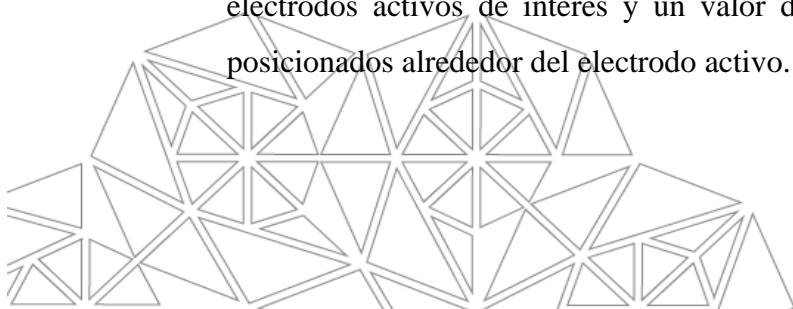 electrodos activos de interés y un valor d
posicionados alrededor del electrodo activo.